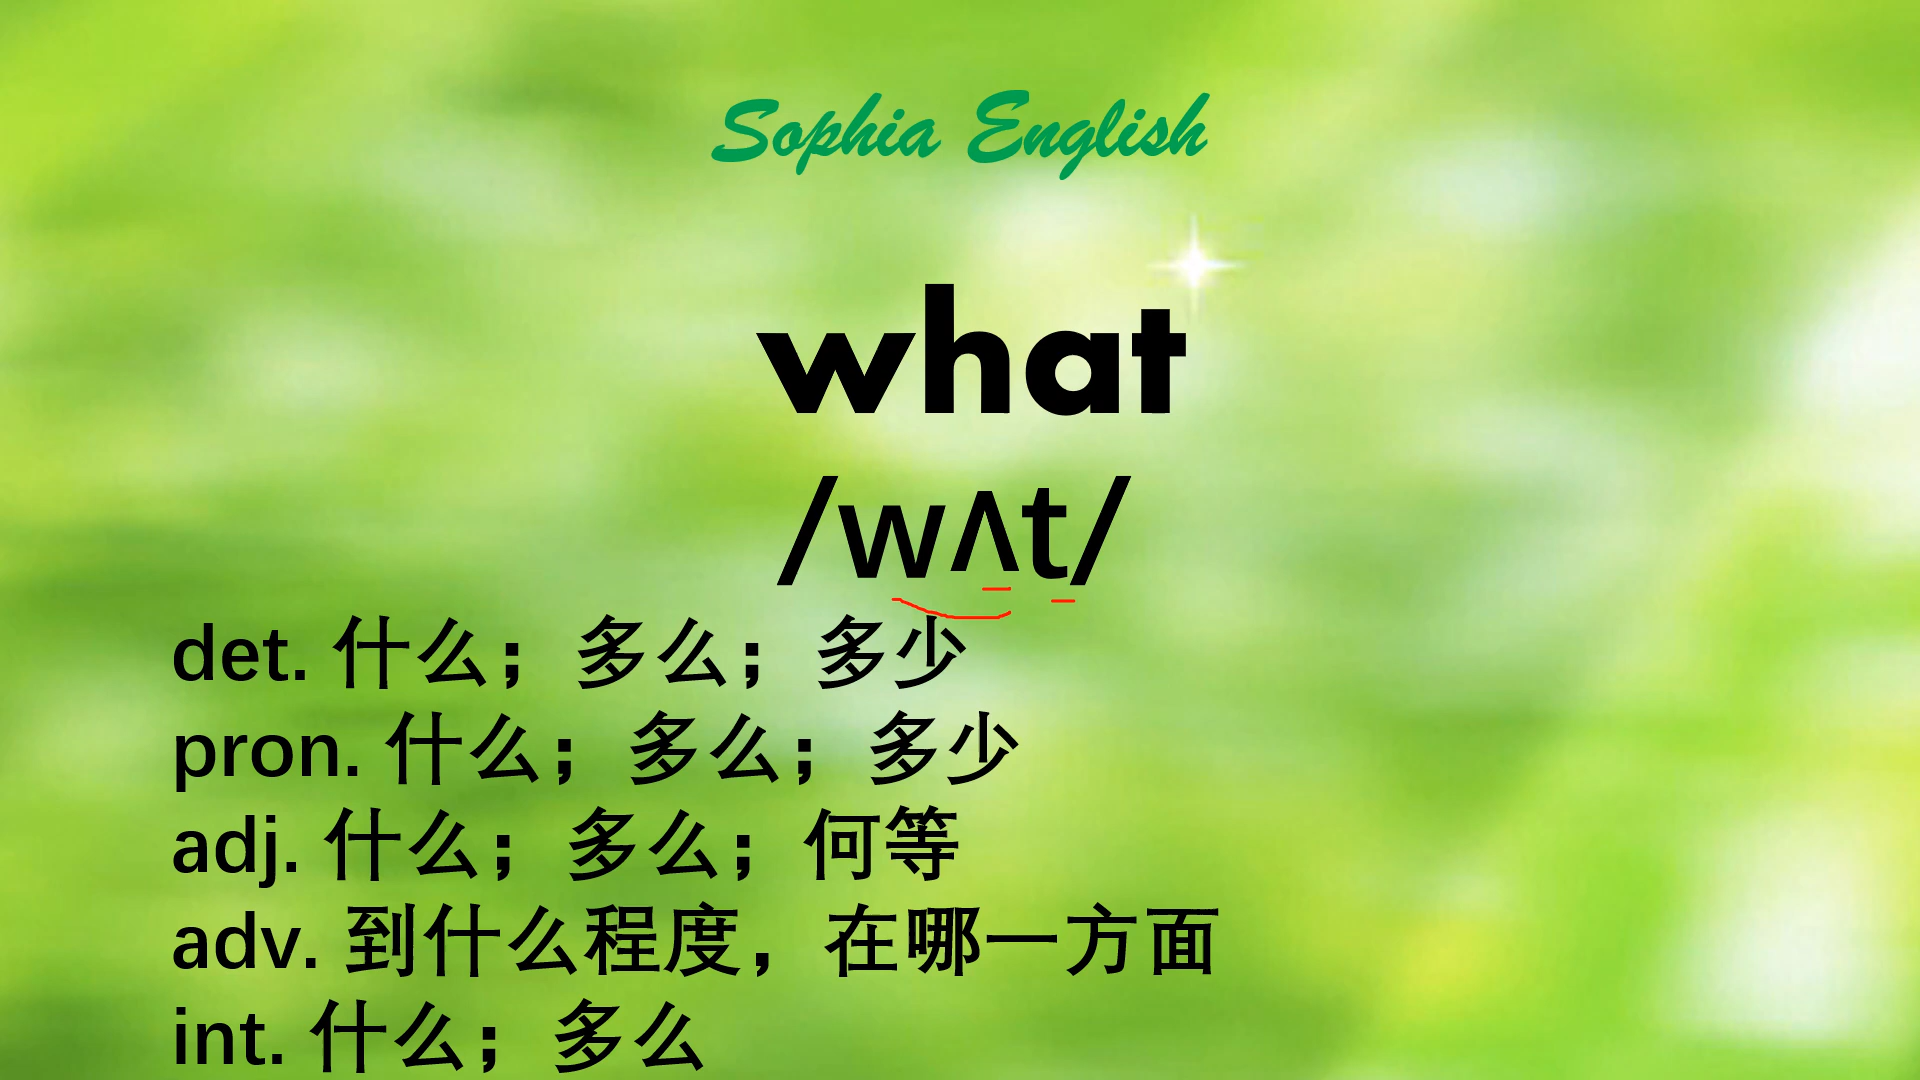 Sophia English
what
/wʌt/
det. 什么；多么；多少
pron. 什么；多么；多少
adj. 什么；多么；何等
adv. 到什么程度，在哪一方面
int. 什么；多么